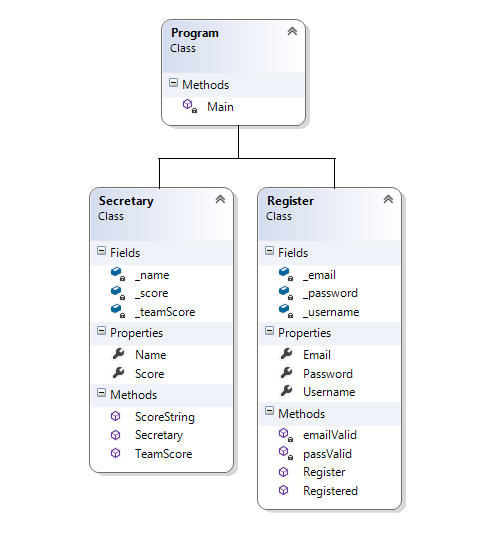 Program
Class
Methods
Main
Secretary
Class
Fields
_name
_score
_teamScore
Properties
Name
Score
Methods
ScoreString
Secretary
TeamScore
Register
Class
Fields
_email
_password
_username
Properties
Email
Password
Username
Methods
emailValid
passValid
Register
Registered